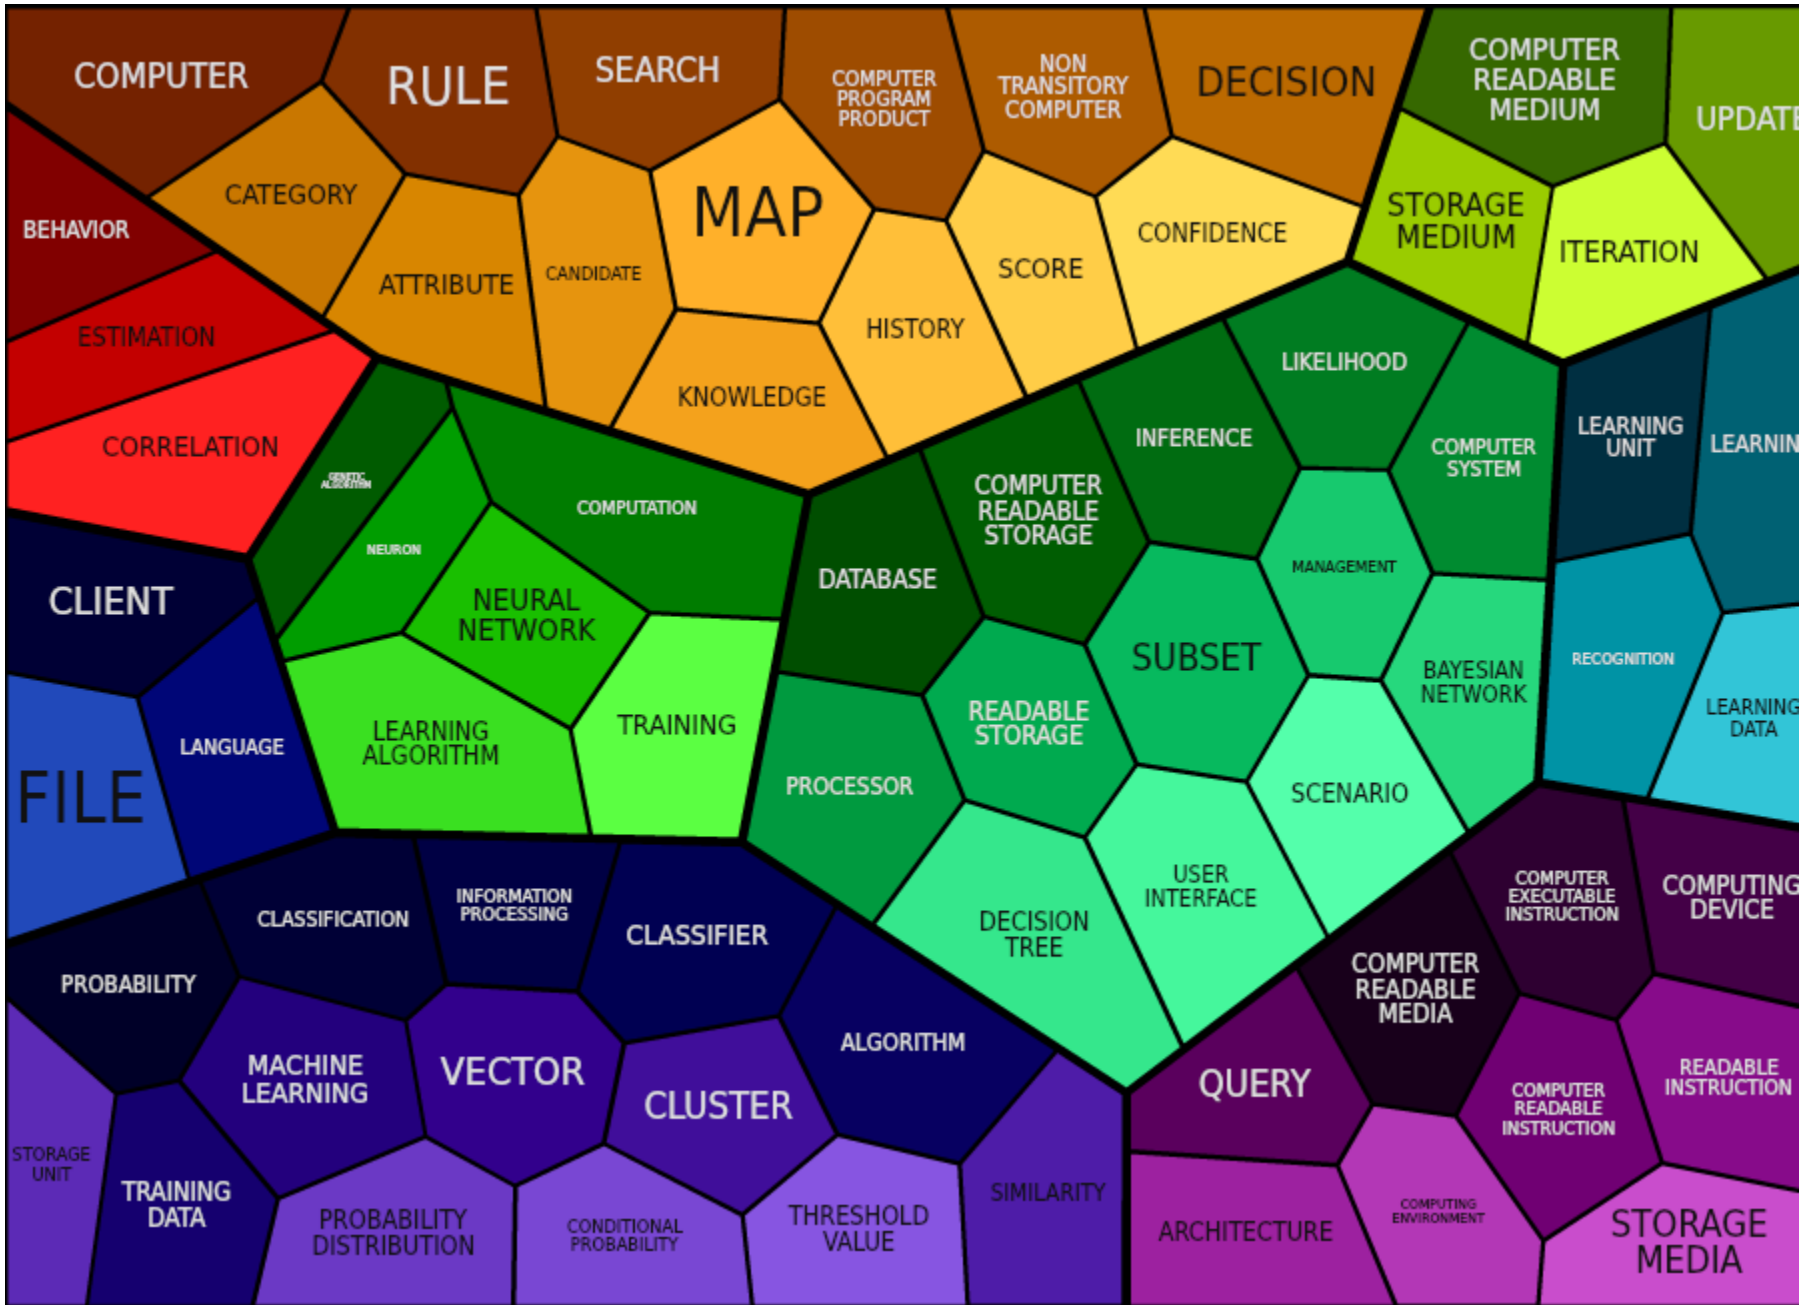 COMPUTER
RULE
SEARCH
COMPUTER
PROGRAM
PRODUCT
NON
TRANSITORY
COMPUTER
DECISION
COMPUTER
READABLE
MEDIUM
UPDATE
BEHAVIOR
CATEGORY
ATTRIBUTE
CANDIDATE
MAP
HISTORY
SCORE
CONFIDENCE
STORAGE
MEDIUM
ITERATION
ESTIMATION
CORRELATION
KNOWLEDGE
GENETIC
ALGORITHM
NEURON
COMPUTATION
NEURAL
NETWORK
LEARNING
ALGORITHM
TRAINING
DATABASE
COMPUTER
READABLE
STORAGE
INFERENCE
LIKELIHOOD
COMPUTER
SYSTEM
MANAGEMENT
SUBSET
READABLE
STORAGE
PROCESSOR
BAYESIAN
NETWORK
SCENARIO
USER
INTERFACE
DECISION
TREE
LEARNING
UNIT
LEARNIN
RECOGNITION
LEARNING
DATA
CLIENT
LANGUAGE
FILE
PROBABILITY
CLASSIFICATION
INFORMATION
PROCESSING
CLASSIFIER
ALGORITHM
MACHINE
LEARNING
VECTOR
CLUSTER
STORAGE
UNIT
TRAINING
DATA
PROBABILITY
DISTRIBUTION
CONDITIONAL
PROBABILITY
THRESHOLD
VALUE
SIMILARITY
COMPUTER
EXECUTABLE
INSTRUCTION
COMPUTING
DEVICE
COMPUTER
READABLE
MEDIA
QUERY
COMPUTER
READABLE
INSTRUCTION
READABLE
INSTRUCTION
ARCHITECTURE
COMPUTING
ENVIRONMENT
STORAGE
MEDIA